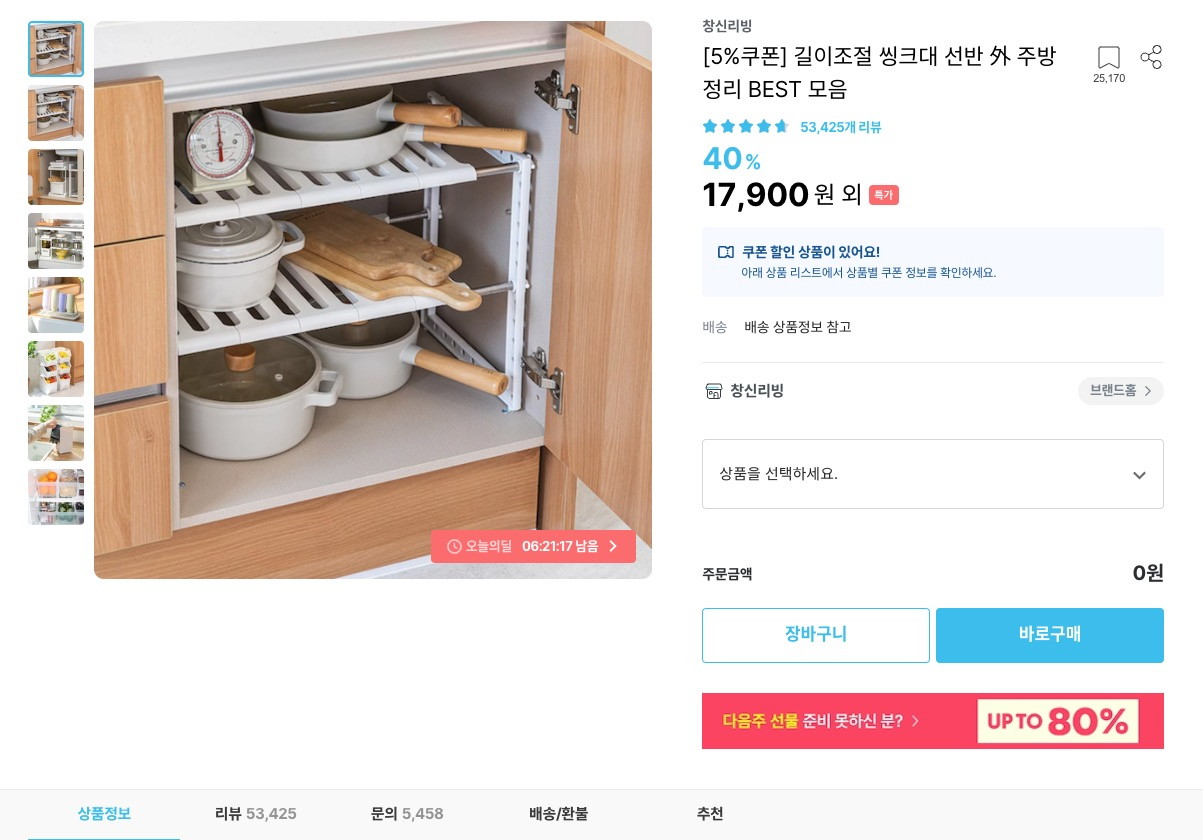 창신리빙
[5%쿠폰] 길이조절 씽크대 선반 外 주방
정리 BEST 모음
25,170
53,425개 리뷰
40%
17,900원 외 특가
쿠폰 할인 상품이 있어요!
아래 상품 리스트에서 상품별 쿠폰 정보를 확인하세요.
배송 배송 상품정보 참고
창신리빙
브랜드홈
상품을 선택하세요.
오늘의딜 06:21:17 남음
주문금액
0원
장바구니
바로구매
다음주 선물 준비 못하신 분?
UP TO 80%
상품정보
리뷰 53,425
문의 5,458
배송/환불
추천